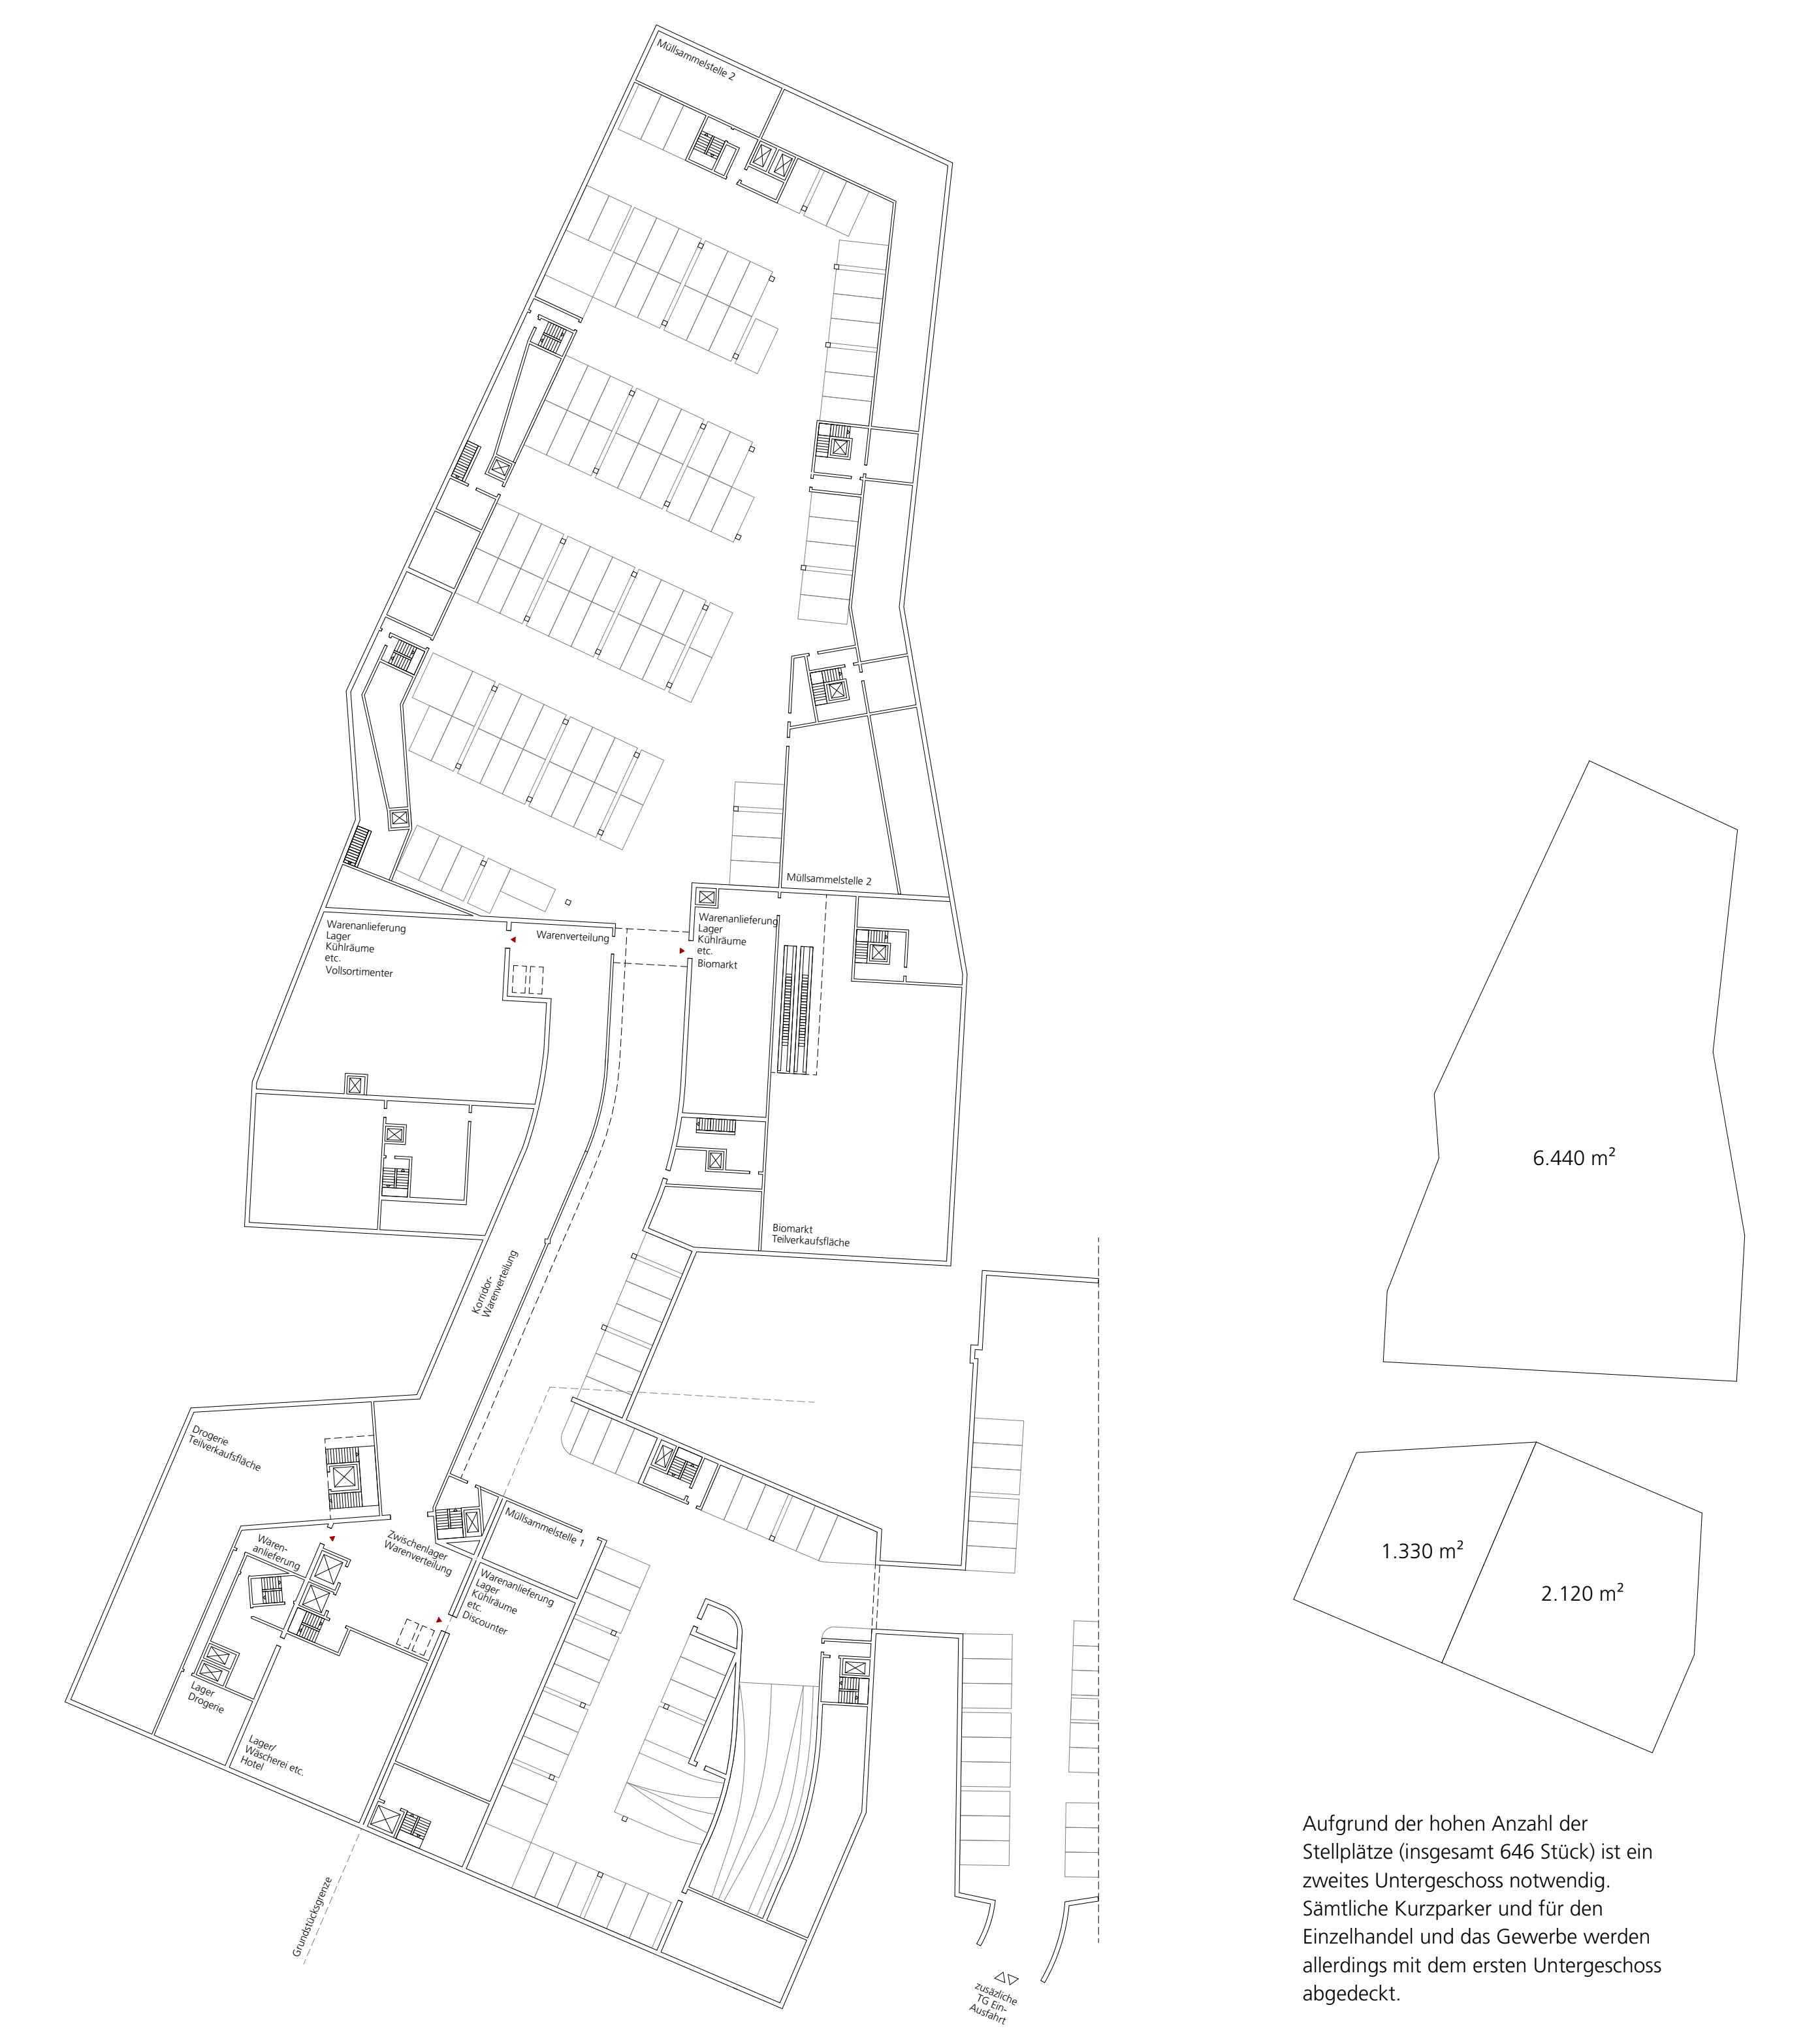 Müllsammelstelle 2
Müllsammelstelle 2
Warenanlieferung
Lager
Kühlräume
etc.
Vollsortimenter
Warenverteilung
Warenanlieferung
Lager
Kühlräume
etc.
Biomarkt
Biomarkt
Teilverkaufsfläche
Korridor-
Warenverteilung
Drogerie
Teilverkaufsfläche
Waren-
anlieferung
Zwischenlager
Warenverteilung
Müllsammelstelle 1
Warenanlieferung
Lager
Kühlräume
etc.
Discounter
Lager
Drogerie
Lager/
Wäscherei etc.
Hotel
Grundstücksgrenze
zusäzliche
TG Ein-
Ausfahrt
6.440 m²
1.330 m²
2.120 m²
Aufgrund der hohen Anzahl der
Stellplätze (insgesamt 646 Stück) ist ein
zweites Untergeschoss notwendig.
Sämtliche Kurzparker und für den
Einzelhandel und das Gewerbe werden
allerdings mit dem ersten Untergeschoss
abgedeckt.